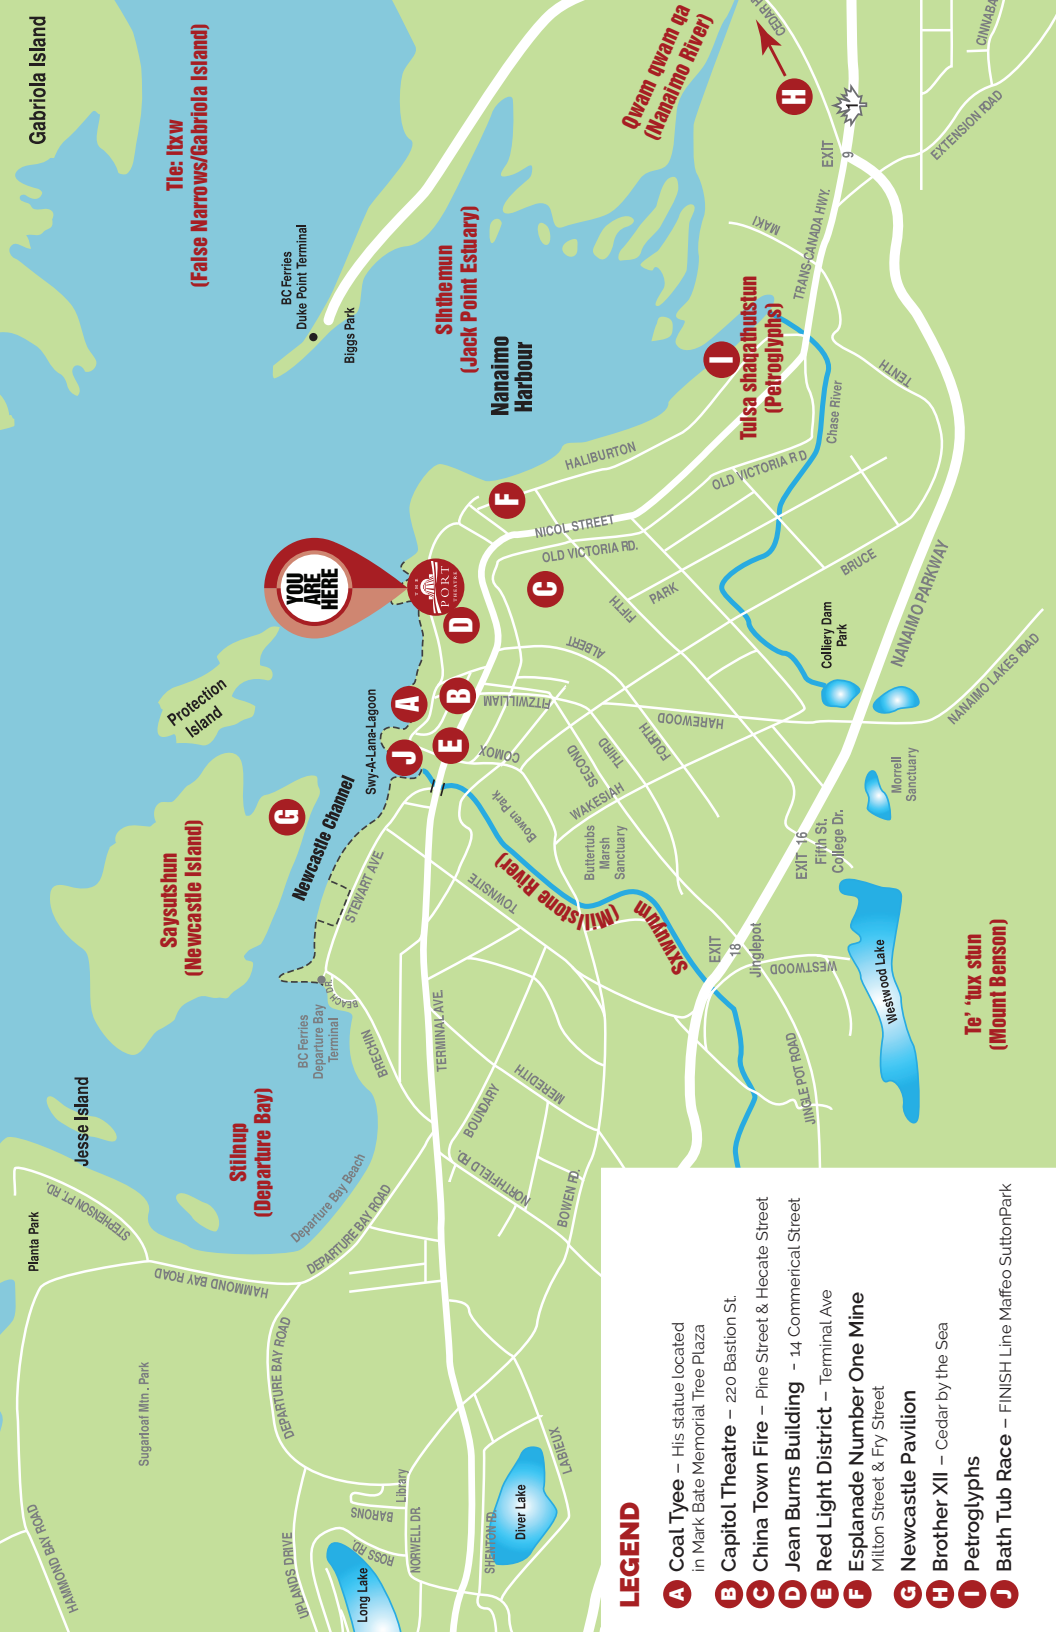 Gabriola Island
Tle: ltxw
(False Narrows/Gabriola Island)
BC Ferries
Duke Point Terminal
Biggs Park
Slhthemun
(Jack Point Estuary)
Nanaimo
Harbour
Qwam qwam qa
(Nanaimo River)
CEDAR
H
1
EXIT
9
CINNABA
EXTENSION ROAD
MAKI
TRANS-CANADA HWY.
I
Tulsa shaqathutstun
(Petroglyphs)
TENTH
Chase River
HALIBURTON
OLD VICTORIA RD
F
NICOL STREET
OLD VICTORIA RD.
C
FIFTH
PARK
BRUCE
YOU
ARE
HERE
THE
PORT
THEATRE
D
ALBERT
Colliery Dam
Park
NANAIMO PARKWAY
NANAIMO LAKES ROAD
Protection
Island
Swy-A-Lana-Lagoon
A
B
FITZWILLIAM
HAREWOOD
J
E
COMOX
SECOND
THIRD
FOURTH
WAKESIAH
Bowen Park
Morrell
Sanctuary
G
Newcastle Channel
Saysutshun
(Newcastle Island)
STEWART AVE.
TOWNSITE
Buttertubs
Marsh
Sanctuary
EXIT 16
Fifth St.
College Dr.
Sxwuyum
(Millstone River)
EXIT
18
Jinglepot
WESTWOOD
Westwood Lake
Te’ ‘tux stun
(Mount Benson)
BEACH DR.
BC Ferries
Departure Bay
Terminal
BRECHIN
TERMINAL AVE.
BOUNDARY
MEREDITH
JINGLE POT ROAD
Jesse Island
Stilnup
(Departure Bay)
Departure Bay Beach
NORTHFIELD RD.
BOWEN RD.
Planta Park
STEPHENSON PT. RD.
HAMMOND BAY ROAD
DEPARTURE BAY ROAD
DEPARTURE BAY ROAD
Sugarloaf Mtn. Park
HAMMOND BAY ROAD
HAMMOND BAY ROAD
UPLANDS DRIVE
BARONS
Library
ROSS RD.
NORWELL DR.
Long Lake
SHENTON RD.
Diver Lake
LABIEUX
LEGEND
A Coal Tyee – His statue located
in Mark Bate Memorial Tree Plaza
B Capitol Theatre – 220 Bastion St.
C China Town Fire – Pine Street & Hecate Street
D Jean Burns Building - 14 Commerical Street
E Red Light District – Terminal Ave
F Esplanade Number One Mine
Milton Street & Fry Street
G Newcastle Pavilion
H Brother XII – Cedar by the Sea
I Petroglyphs
J Bath Tub Race – FINISH Line Maffeo SuttonPark